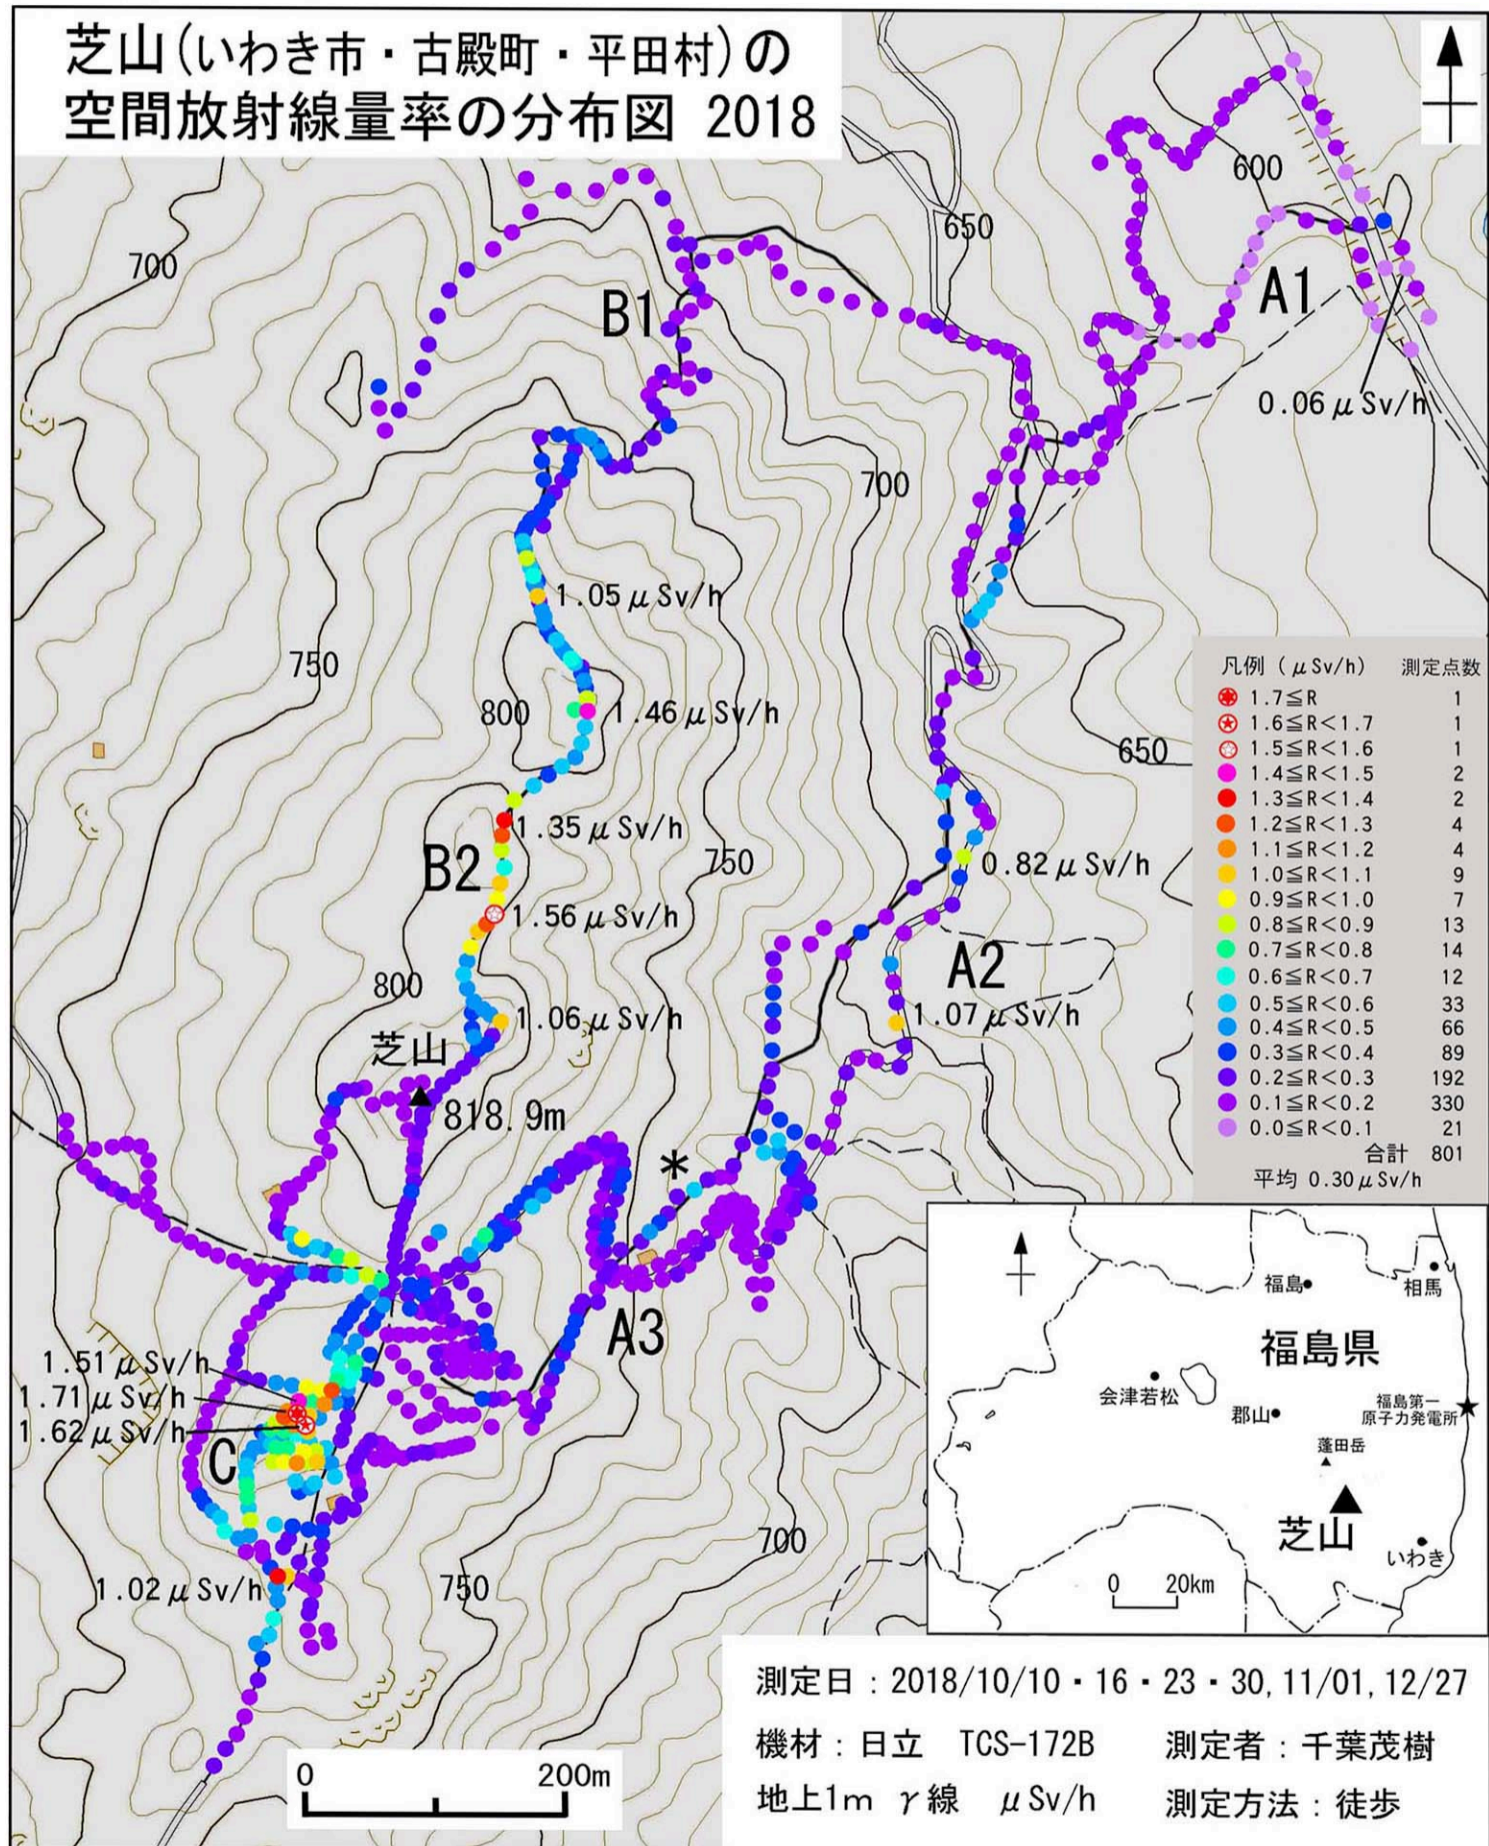 芝山(いわき市・古殿町・平田村)の
空間放射線量率の分布図 2018
600
650
700
B1
A1
0.06μSv/h
700
1.05μSv/h
750
800
1.46μSv/h
650
凡例(μSv/h) 測定点数
1.7≦R 1
1.6≦R<1.7 1
1.5≦R<1.6 1
1.4≦R<1.5 2
1.3≦R<1.4 2
1.2≦R<1.3 4
1.1≦R<1.2 4
1.0≦R<1.1 9
0.9≦R<1.0 7
0.8≦R<0.9 13
0.7≦R<0.8 14
0.6≦R<0.7 12
0.5≦R<0.6 33
0.4≦R<0.5 66
0.3≦R<0.4 89
0.2≦R<0.3 192
0.1≦R<0.2 330
0.0≦R<0.1 21
合計 801
平均 0.30μSv/h
1.35μSv/h
B2
750
0.82μSv/h
1.56μSv/h
A2
800
1.06μSv/h
1.07μSv/h
芝山
818.9m
*
A3
1.51μSv/h
1.71μSv/h
1.62μSv/h
C
700
1.02μSv/h
750
福島
相馬
福島県
会津若松
郡山
福島第一
原子力発電所
蓬田岳
芝山
いわき
0 20km
0 200m
測定日:2018/10/10・16・23・30,11/01,12/27
機材:日立 TCS-172B 測定者:千葉茂樹
地上1m γ線 μSv/h 測定方法:徒歩